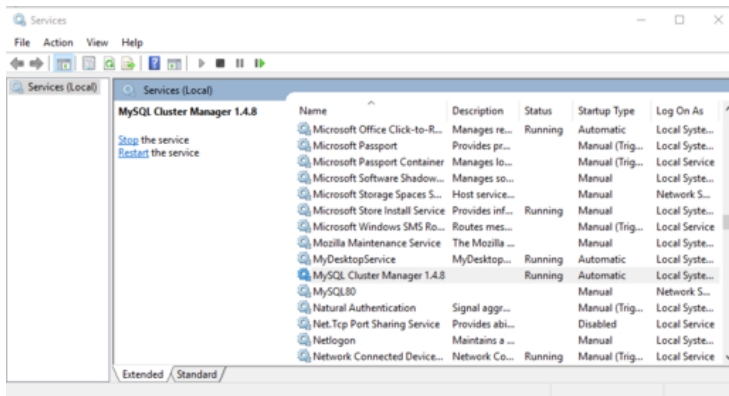 Services
File Action View Help
Services (Local)
Services (Local)
MySQL Cluster Manager 1.4.8
Stop the service
Restart the service
Name Description Status Startup Type Log On As
Microsoft Office Click-to-R... Manages re... Running Automatic Local Syste...
Microsoft Passport Provides pr... Manual (Trig... Local Syste...
Microsoft Passport Container Manages lo... Manual (Trig... Local Service
Microsoft Software Shadow... Manages so... Manual Local Syste...
Microsoft Storage Spaces S... Host service... Manual Network S...
Microsoft Store Install Service Provides inf... Running Manual Local Syste...
Microsoft Windows SMS Ro... Routes mes... Manual (Trig... Local Service
Mozilla Maintenance Service The Mozilla ... Manual Local Syste...
MyDesktopService MyDesktop... Running Automatic Local Syste...
MySQL Cluster Manager 1.4.8 Running Automatic Local Syste...
MySQL80 Manual Network S...
Natural Authentication Signal aggr... Manual (Trig... Local Syste...
Net.Tcp Port Sharing Service Provides abi... Disabled Local Service
Netlogon Maintains a ... Manual Local Syste...
Network Connected Device... Network Co... Running Manual (Trig... Local Service
Extended Standard